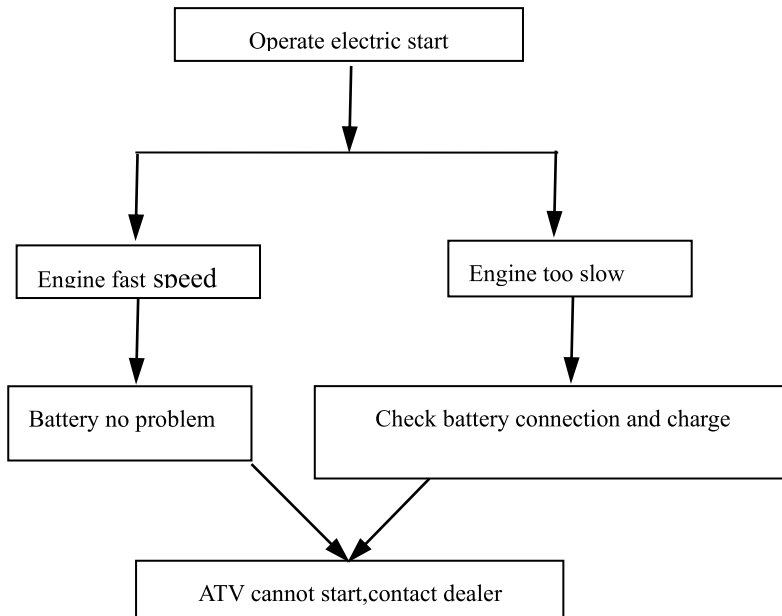 Operate electric start
Engine fast speed
Engine too slow
Battery no problem
Check battery connection and charge
ATV cannot start,contact dealer